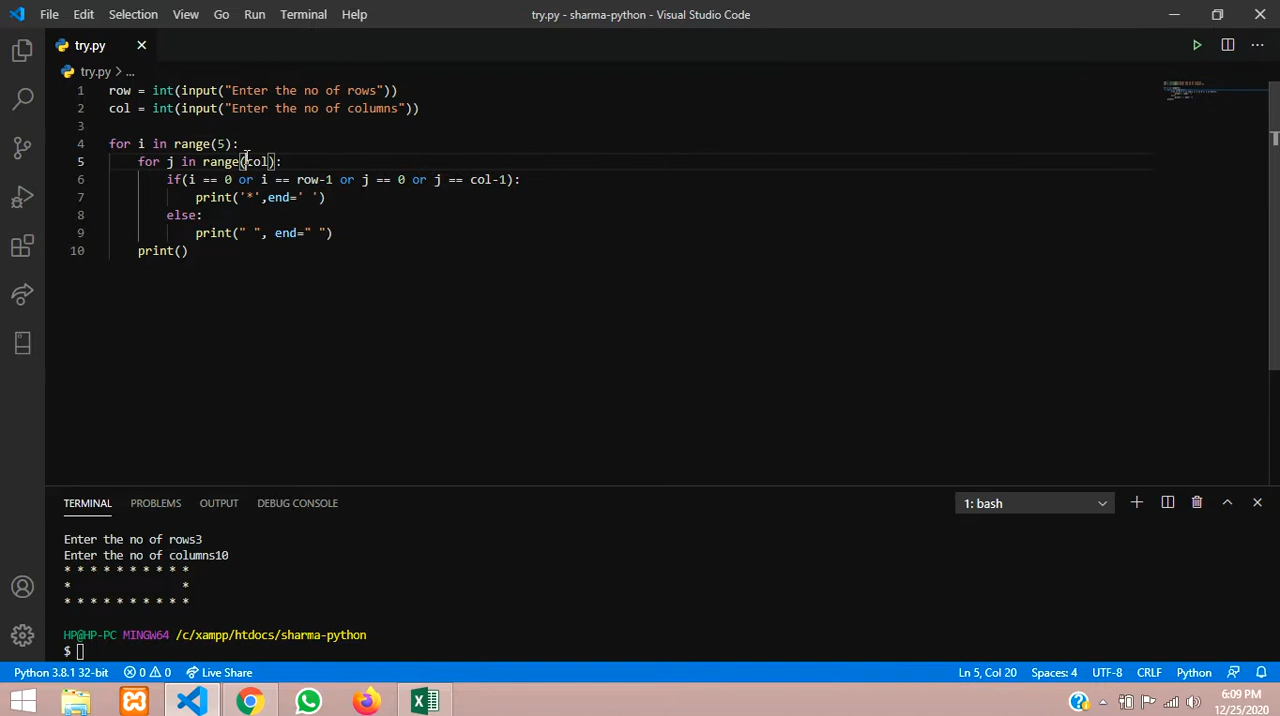 File Edit Selection View Go Run Terminal Help try.py - sharma-python - Visual Studio Code
try.py
try.py > ...
1 row = int(input("Enter the no of rows"))
2 col = int(input("Enter the no of columns"))
3
4 for i in range(5):
5     for j in range(col):
6         if(i == 0 or i == row-1 or j == 0 or j == col-1):
7             print('*',end=' ')
8         else:
9             print(" ", end=" ")
10     print()
TERMINAL PROBLEMS OUTPUT DEBUG CONSOLE 1: bash
Enter the no of rows3
Enter the no of columns10
* * * * * * * * * *
*                 *
* * * * * * * * * *
HP@HP-PC MINGW64 /c/xampp/htdocs/sharma-python
$
Python 3.8.1 32-bit 0 0 Live Share Ln 5, Col 20 Spaces: 4 UTF-8 CRLF Python
6:09 PM
12/25/2020